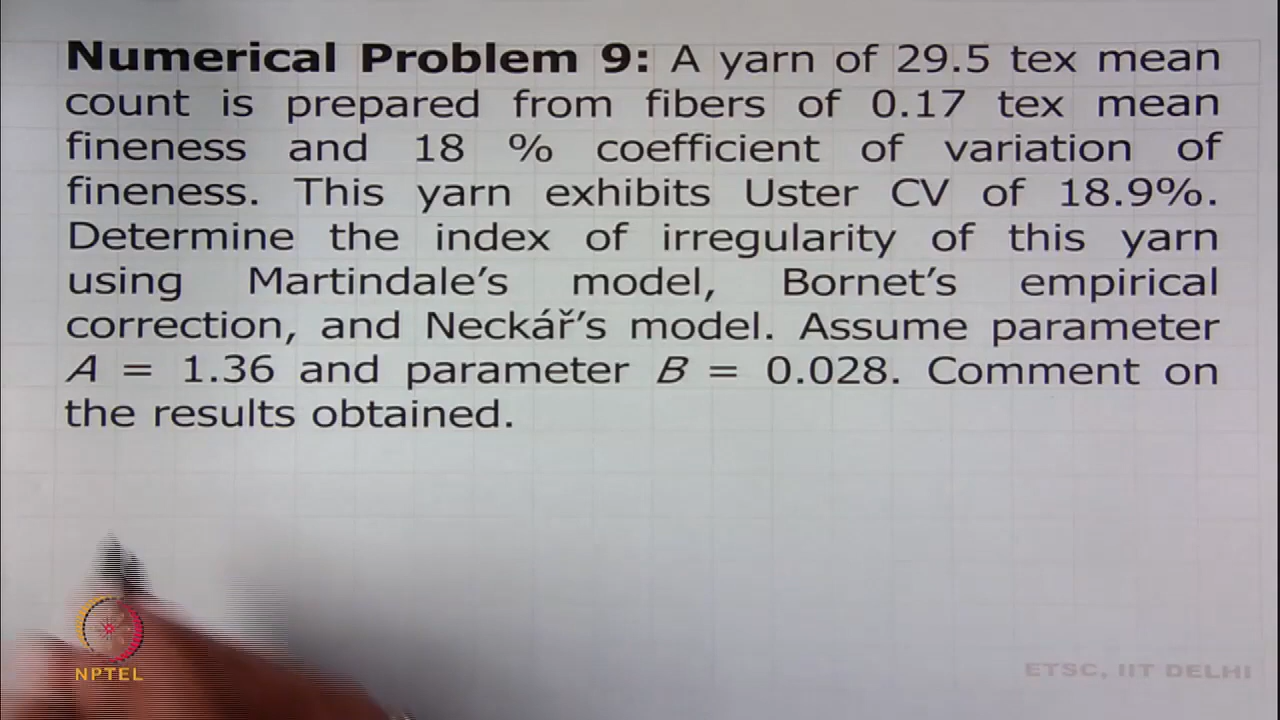 Numerical Problem 9: A yarn of 29.5 tex mean
count is prepared from fibers of 0.17 tex mean
fineness and 18 % coefficient of variation of
fineness. This yarn exhibits Uster CV of 18.9%.
Determine the index of irregularity of this yarn
using Martindale’s model, Bornet’s empirical
correction, and Neckář’s model. Assume parameter
A = 1.36 and parameter B = 0.028. Comment on
the results obtained.
NPTEL
ETSC, IIT DELHI